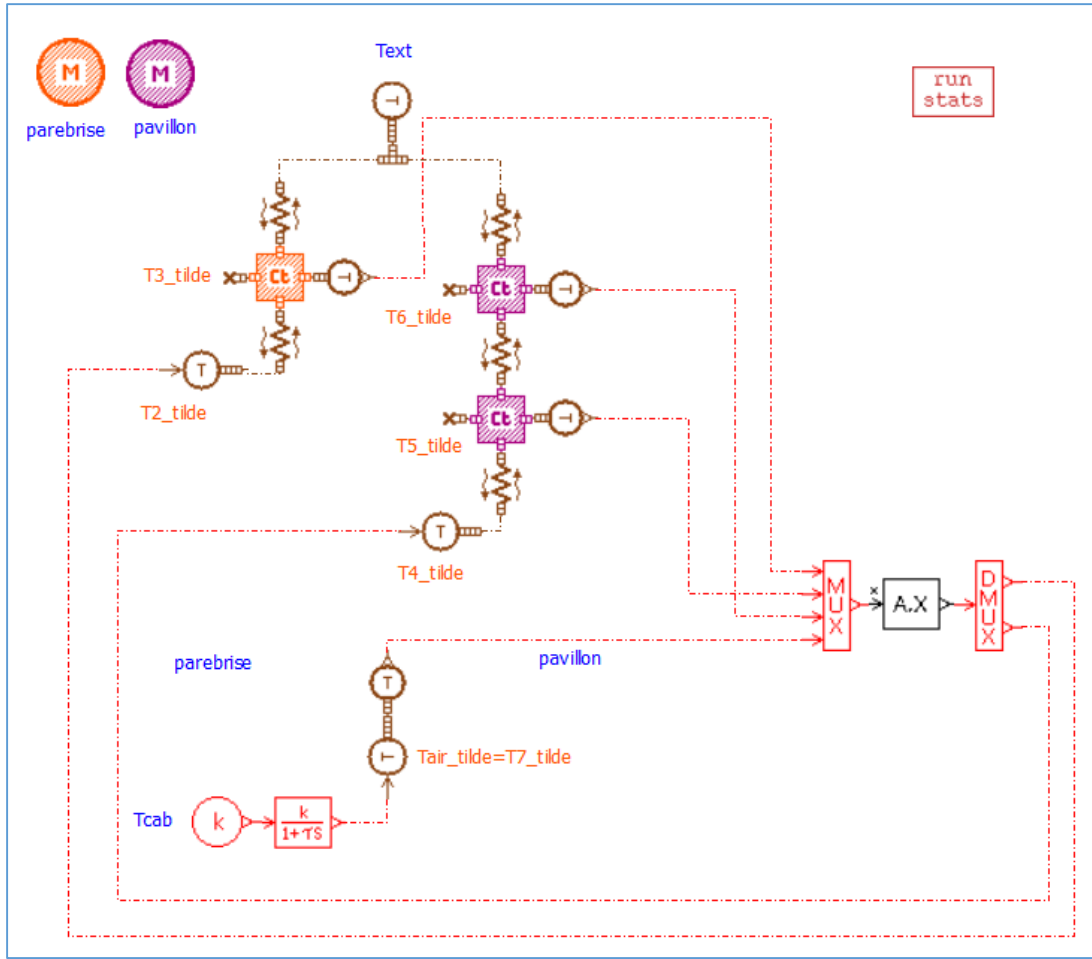 Text
run
stats
M
M
parebrise
pavillon
T
T3_tilde
Ct
T
T6_tilde
Ct
T
T
T2_tilde
T5_tilde
Ct
T
T
T4_tilde
MUX
x
A.X
DMUX
parebrise
pavillon
T
T
Tair_tilde=T7_tilde
Tcab
k
k
1+τS